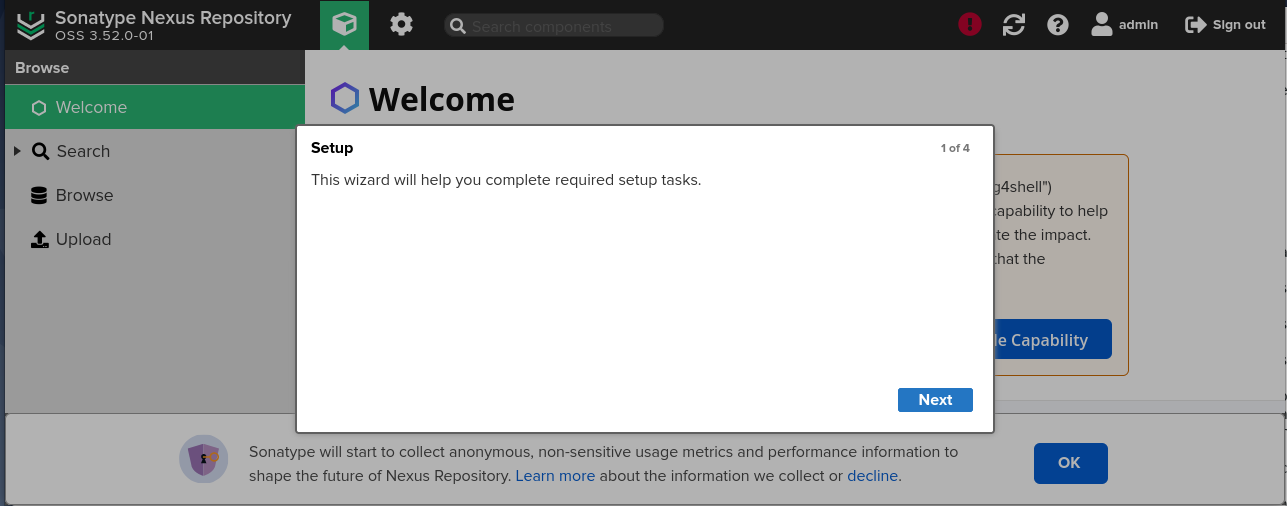 Sonatype Nexus Repository
OSS 3.52.0-01
Search components
admin
Sign out
Browse
Welcome
Search
Browse
Upload
Welcome
Setup
1 of 4
This wizard will help you complete required setup tasks.
Next
g4shell")
capability to help
te the impact.
that the
le Capability
Sonatype will start to collect anonymous, non-sensitive usage metrics and performance information to
shape the future of Nexus Repository. Learn more about the information we collect or decline.
OK